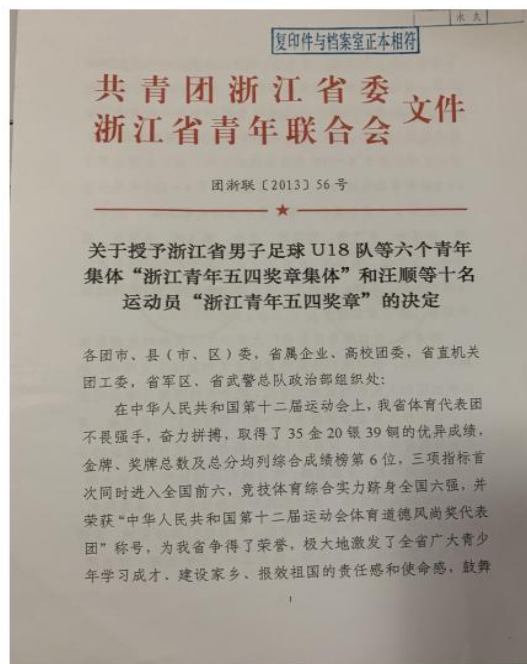 永久
复印件与档案室正本相符
共青团浙江省委
浙江省青年联合会
文件
团浙联〔2013〕56 号
关于授予浙江省男子足球 U18 队等六个青年
集体“浙江青年五四奖章集体”和汪顺等十名
运动员“浙江青年五四奖章”的决定
各团市、县（市、区）委，省属企业、高校团委，省直机关
团工委，省军区、省武警总队政治部组织处：
在中华人民共和国第十二届运动会上，我省体育代表团
不畏强手，奋力拼搏，取得了 35 金 20 银 39 铜的优异成绩，
金牌、奖牌总数及总分均列综合成绩榜第 6 位，三项指标首
次同时进入全国前六，竞技体育综合实力跻身全国六强，并
荣获“中华人民共和国第十二届运动会体育道德风尚奖代表
团”称号，为我省争得了荣誉，极大地激发了全省广大青少
年学习成才、建设家乡、报效祖国的责任感和使命感，鼓舞
1